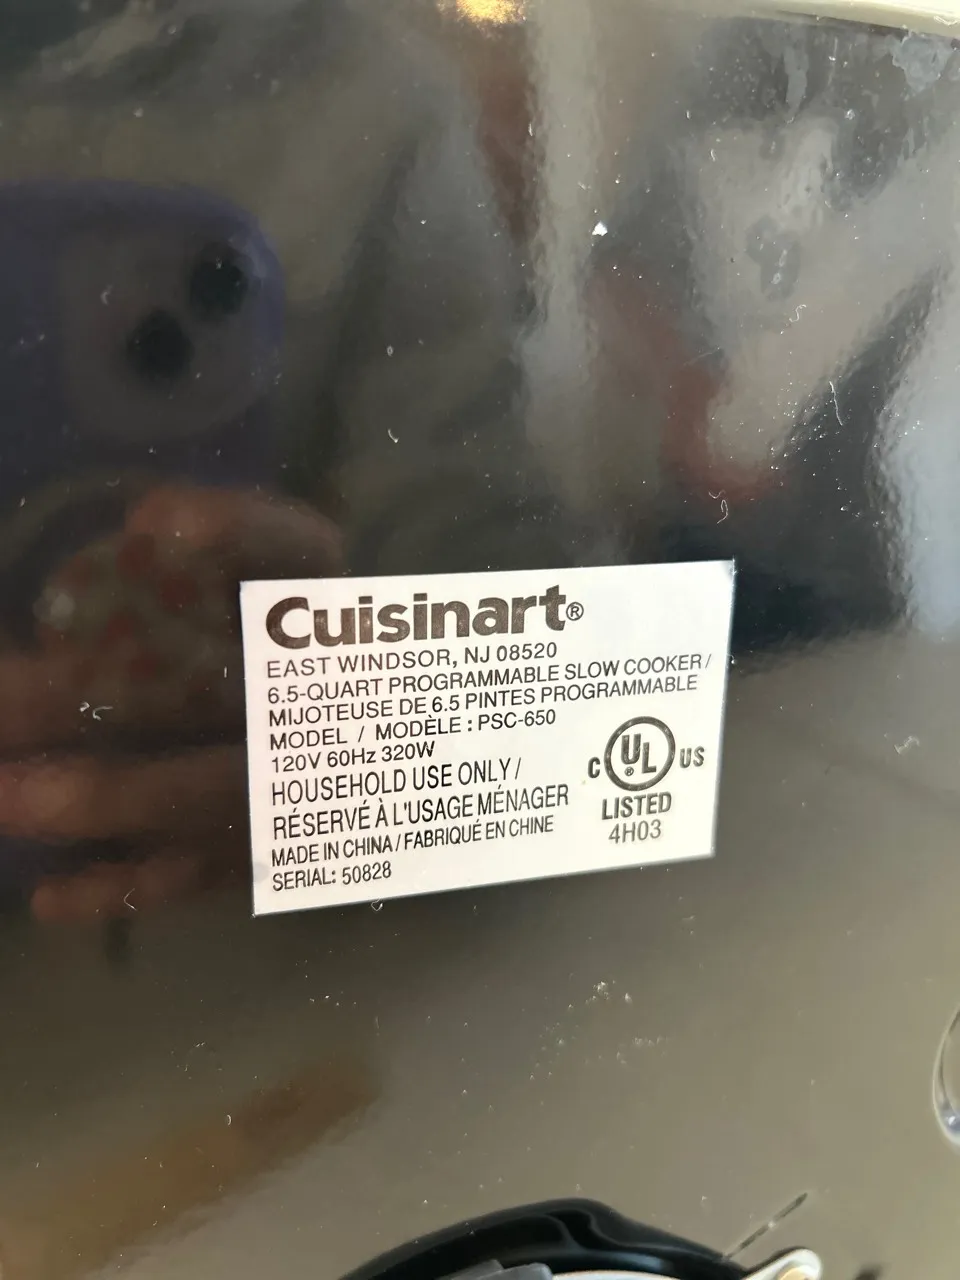 Cuisinart®
EAST WINDSOR, NJ 08520
6.5-QUART PROGRAMMABLE SLOW COOKER /
MIJOTEUSE DE 6.5 PINTES PROGRAMMABLE
MODEL / MODÈLE : PSC-650
120V 60Hz 320W
HOUSEHOLD USE ONLY /
RÉSERVÉ À L'USAGE MÉNAGER
MADE IN CHINA / FABRIQUÉ EN CHINE
SERIAL: 50828
C UL® US
LISTED
4H03